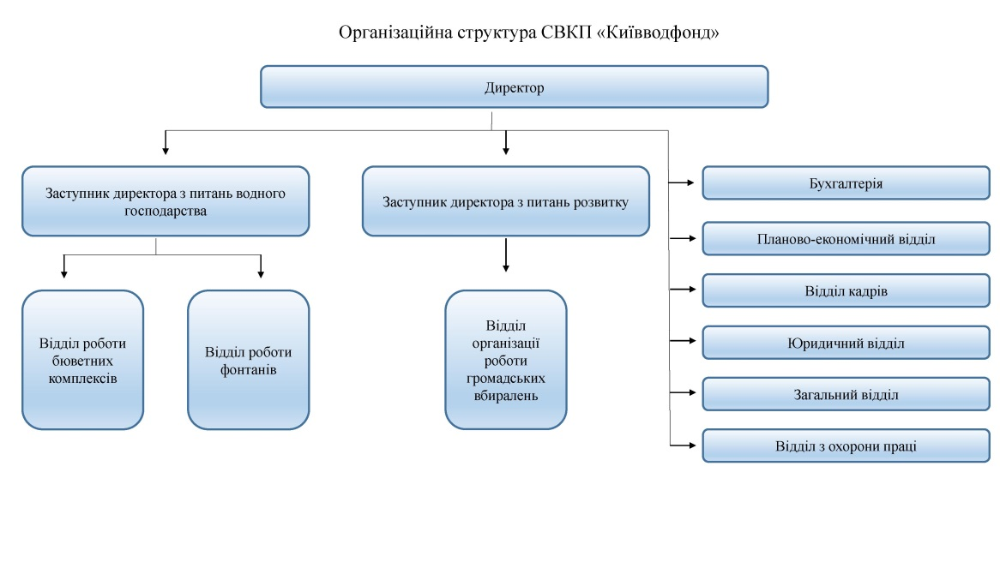 Організаційна структура СВКП «Київводфонд»
Директор
Заступник директора з питань водного
господарства
Заступник директора з питань розвитку
Бухгалтерія
Планово-економічний відділ
Відділ кадрів
Юридичний відділ
Загальний відділ
Відділ з охорони праці
Відділ роботи
бюветних
комплексів
Відділ роботи
фонтанів
Відділ
організації
роботи
громадських
вбиралень